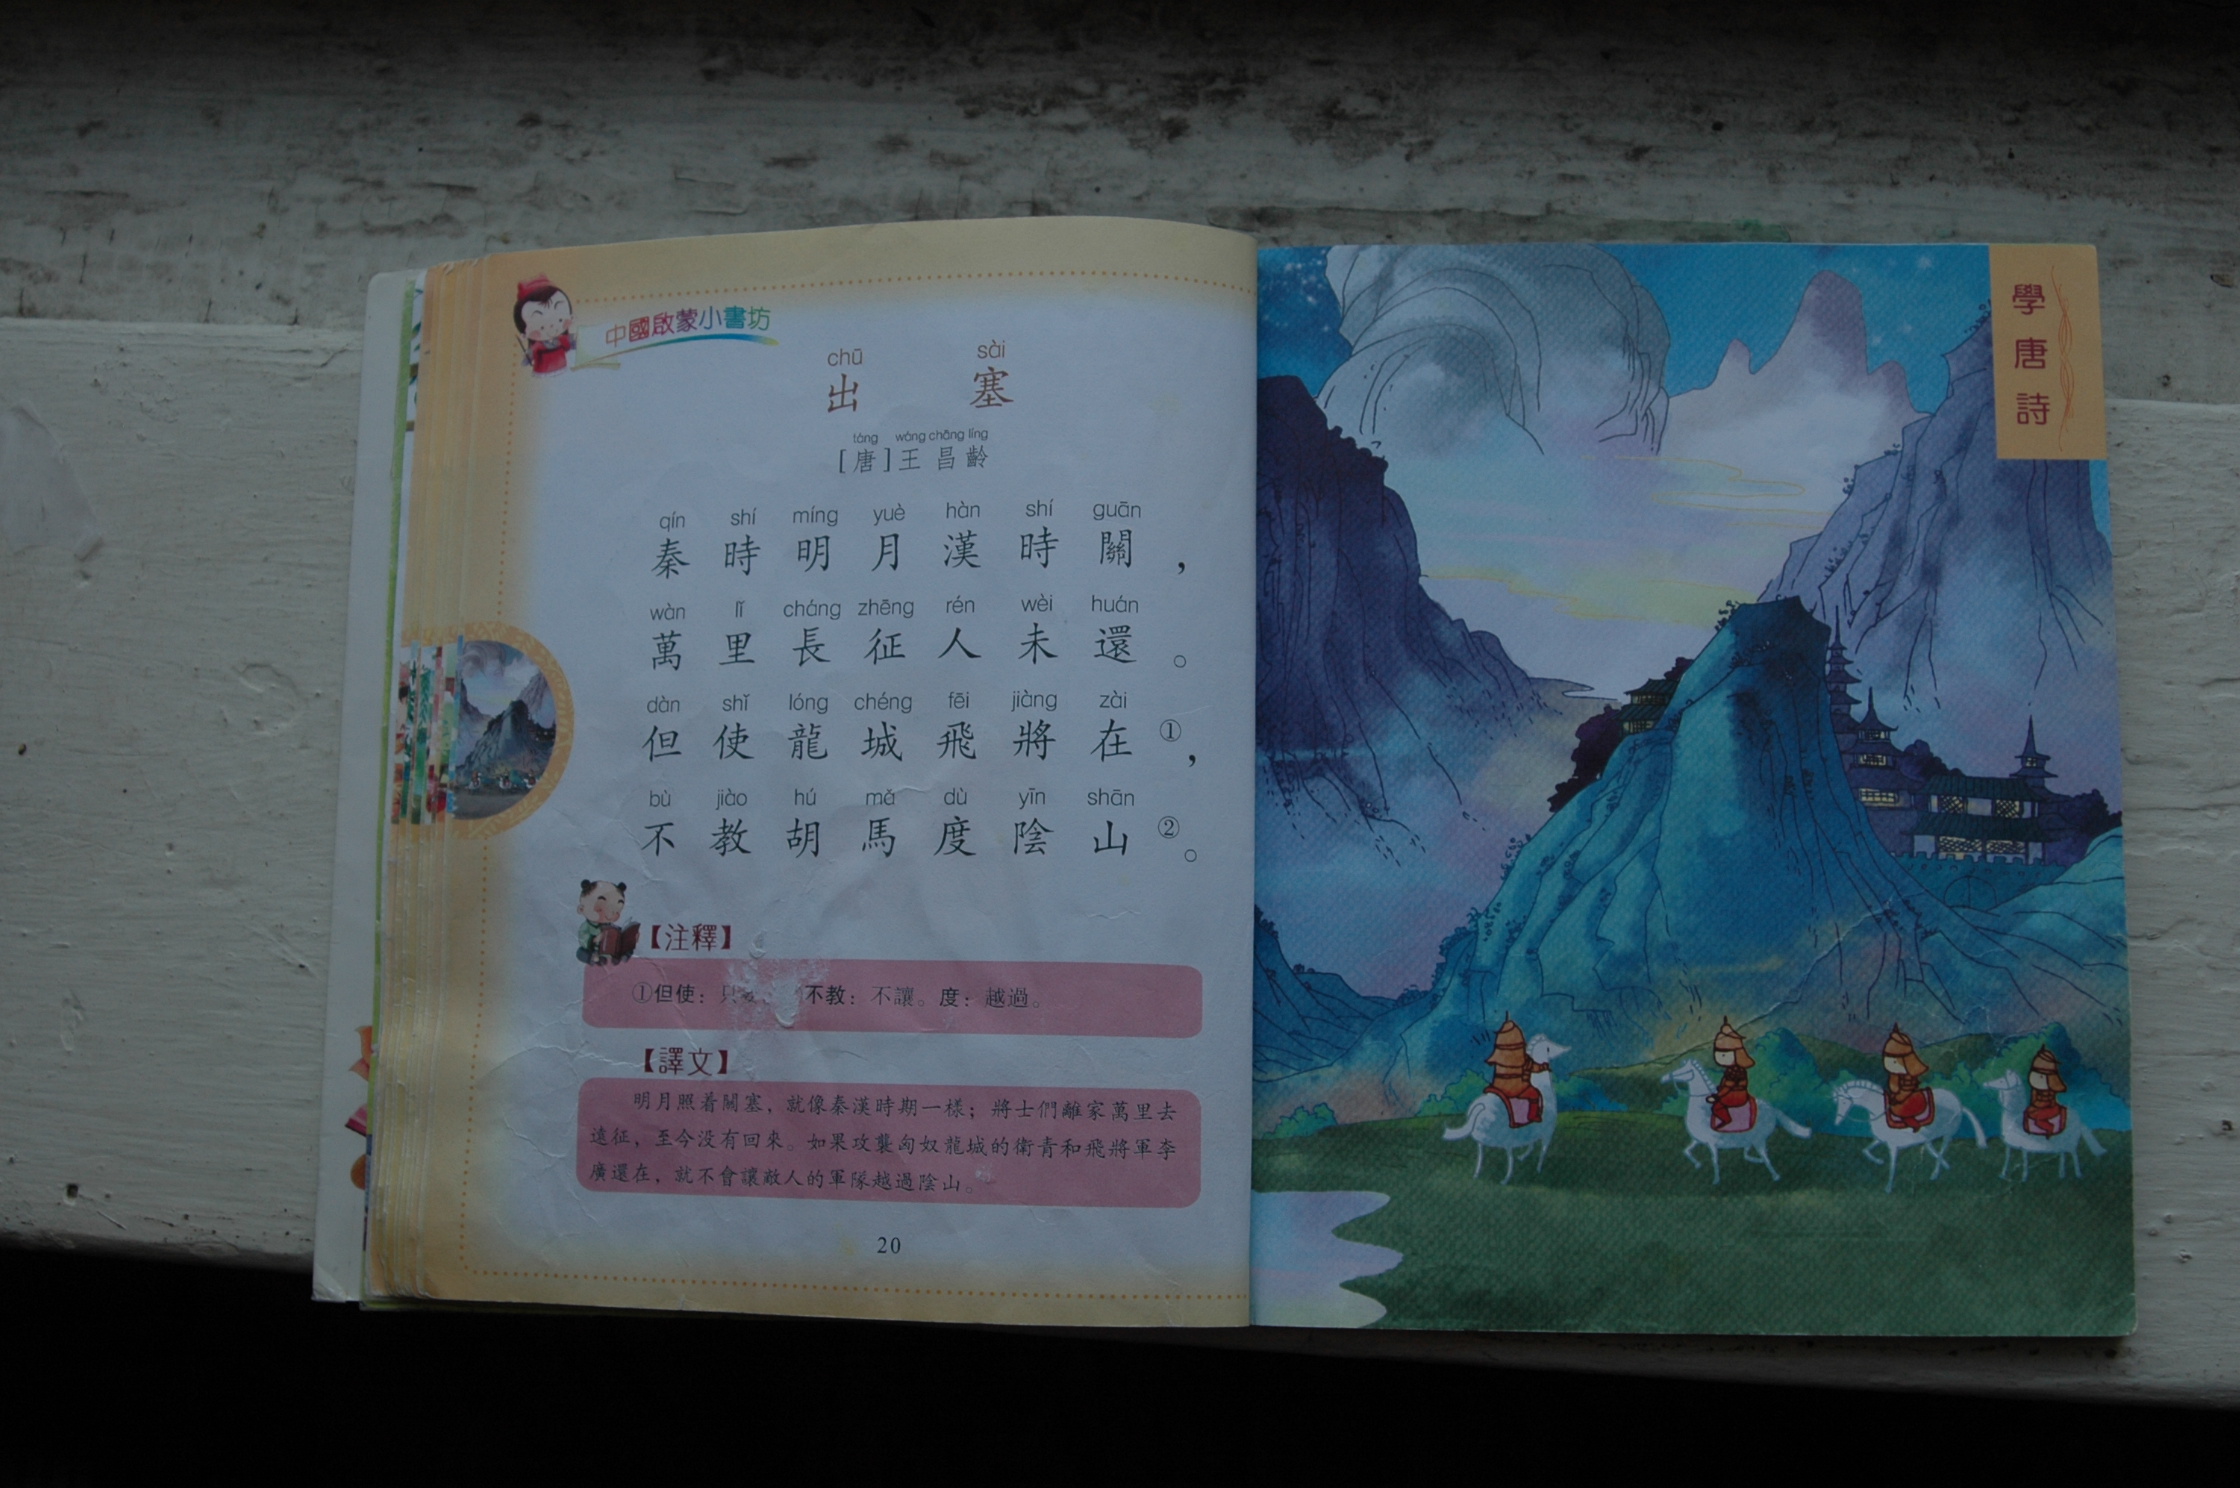 中國啟蒙小書坊
chū sài
出 塞
táng wáng chāng líng
[唐]王昌齡
qín shí míng yuè hàn shí guān
秦時明月漢時關，
wàn lǐ cháng zhēng rén wèi huán
萬里長征人未還。
dàn shǐ lóng chéng fēi jiàng zài
但使龍城飛將在①，
bù jiào hú mǎ dù yīn shān
不教胡馬度陰山②。
【注釋】
①但使：只 不教：不讓。度：越過。
【譯文】
明月照着關塞，就像秦漢時期一樣；將士們離家萬里去
遠征，至今没有回來。如果攻襲匈奴龍城的衛青和飛將軍李
廣還在，就不會讓敵人的軍隊越過陰山。
20
學唐詩